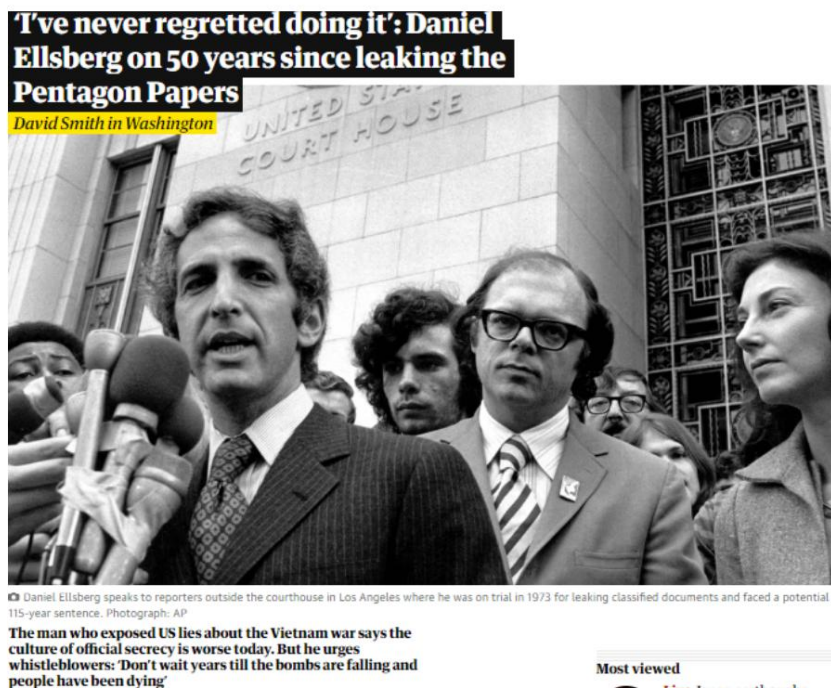 ‘I’ve never regretted doing it’: Daniel
Ellsberg on 50 years since leaking the
Pentagon Papers
David Smith in Washington
UNITED STA
COURT HOUSE
Daniel Ellsberg speaks to reporters outside the courthouse in Los Angeles where he was on trial in 1973 for leaking classified documents and faced a potential
115-year sentence. Photograph: AP
The man who exposed US lies about the Vietnam war says the
culture of official secrecy is worse today. But he urges
whistleblowers: ‘Don’t wait years till the bombs are falling and
people have been dying’
Most viewed